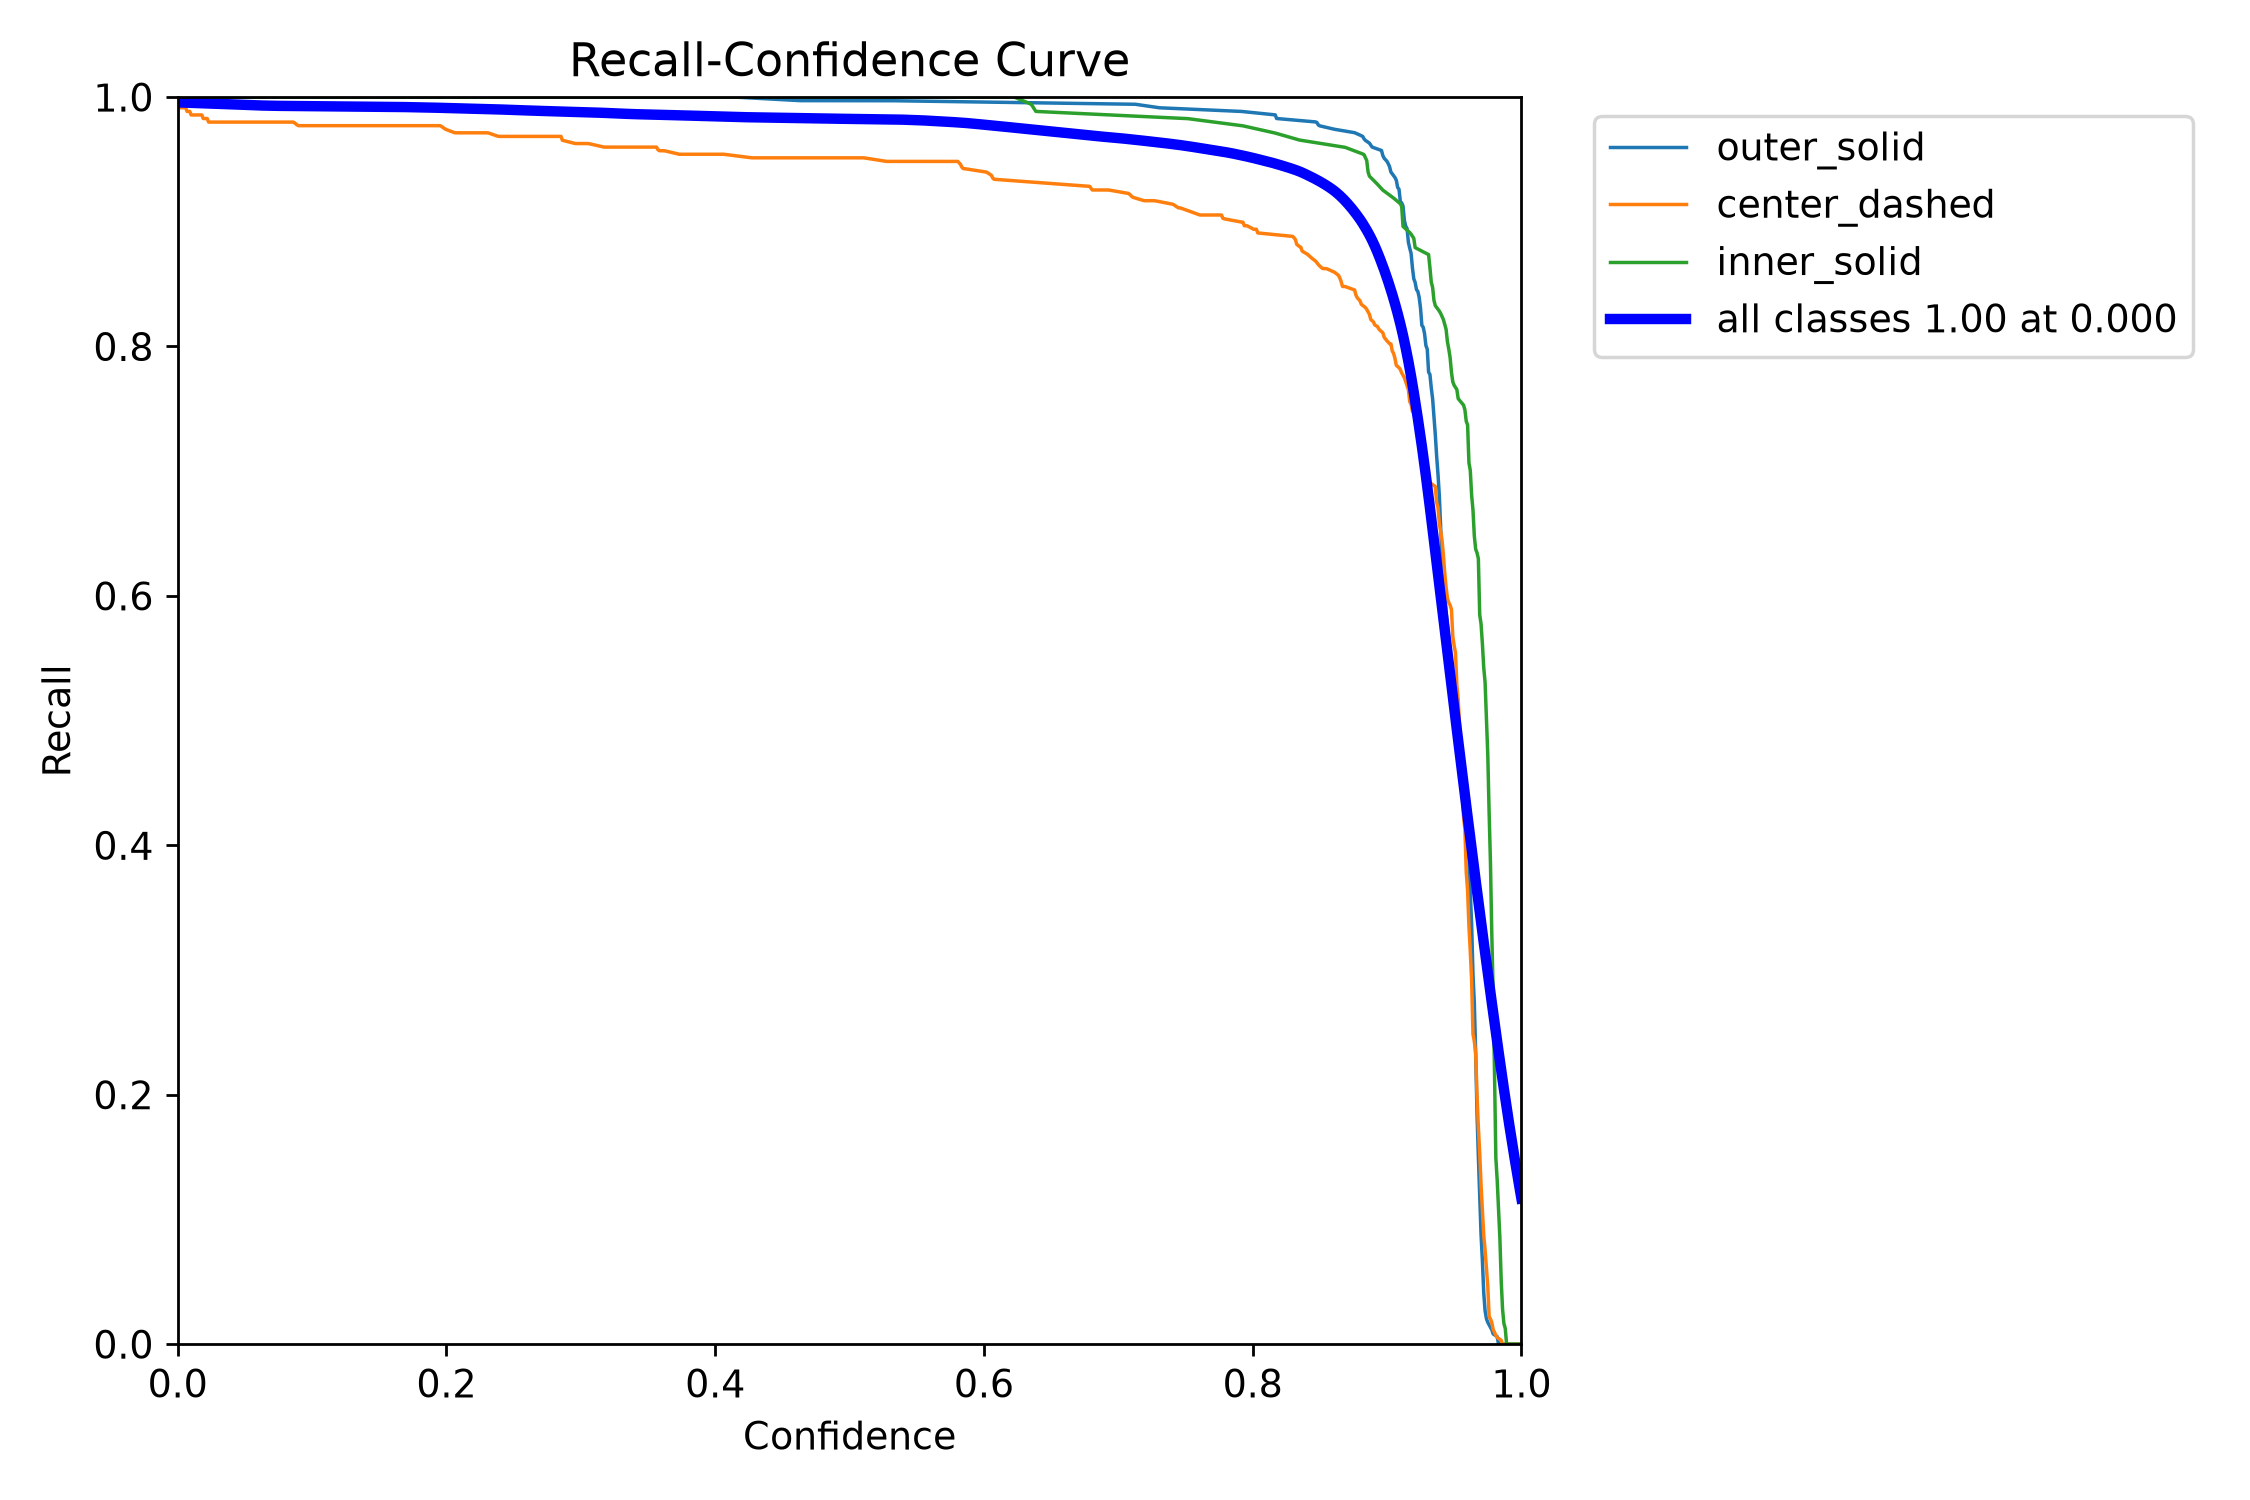 Recall-Confidence Curve
1.0
0.8
0.6
0.4
0.2
0.0
Recall
0.0 0.2 0.4 0.6 0.8 1.0
Confidence
outer_solid
center_dashed
inner_solid
all classes 1.00 at 0.000